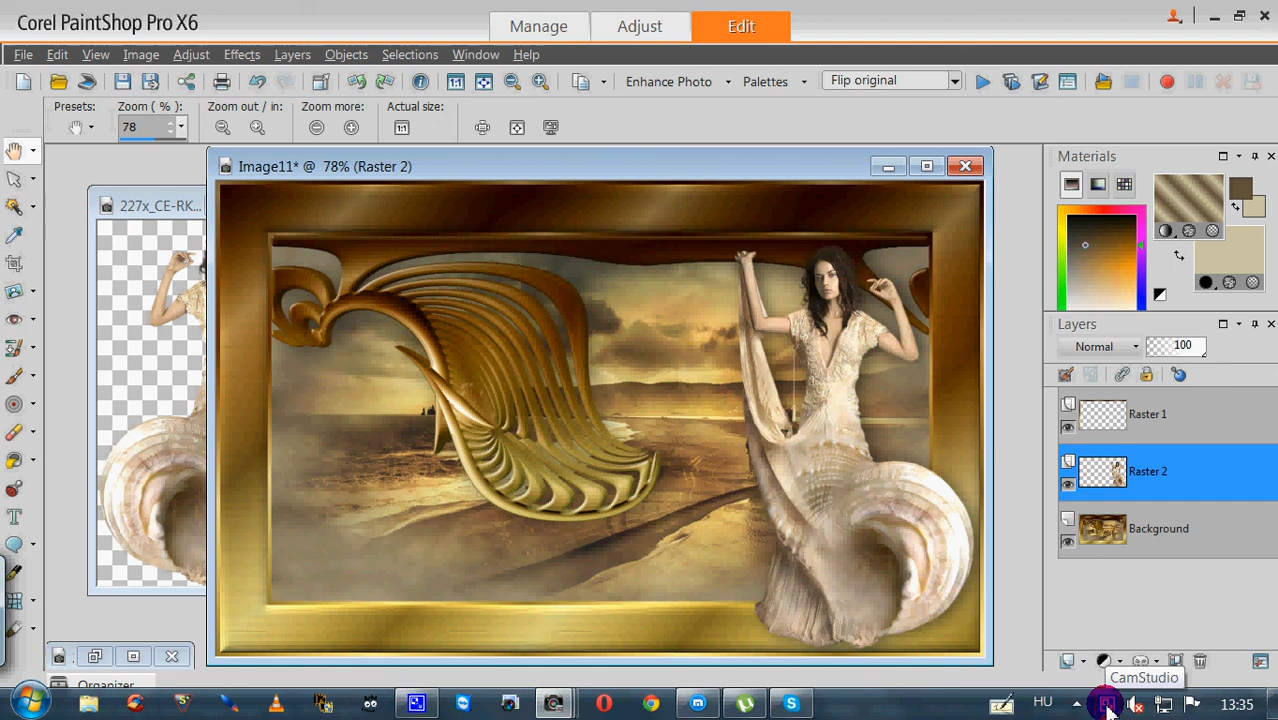 Corel PaintShop Pro X6
Manage
Adjust
Edit
File Edit View Image Adjust Effects Layers Objects Selections Window Help
Enhance Photo
Palettes
Flip original
Presets:
Zoom ( % ):
Zoom out / in:
Zoom more:
Actual size:
78
1:1
Image11* @ 78% (Raster 2)
227x_CE-RK...
Materials
Layers
Normal
100
Raster 1
Raster 2
Background
Organizer
CamStudio
HU
13:35